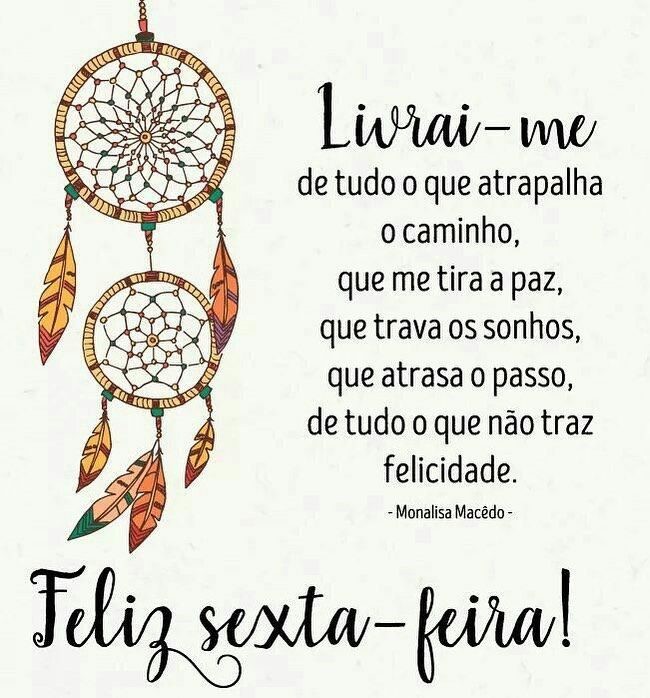 Livrai-me
de tudo o que atrapalha
o caminho,
que me tira a paz,
que trava os sonhos,
que atrasa o passo,
de tudo o que não traz
felicidade.
- Monalisa Macêdo -
Feliz sexta-feira!